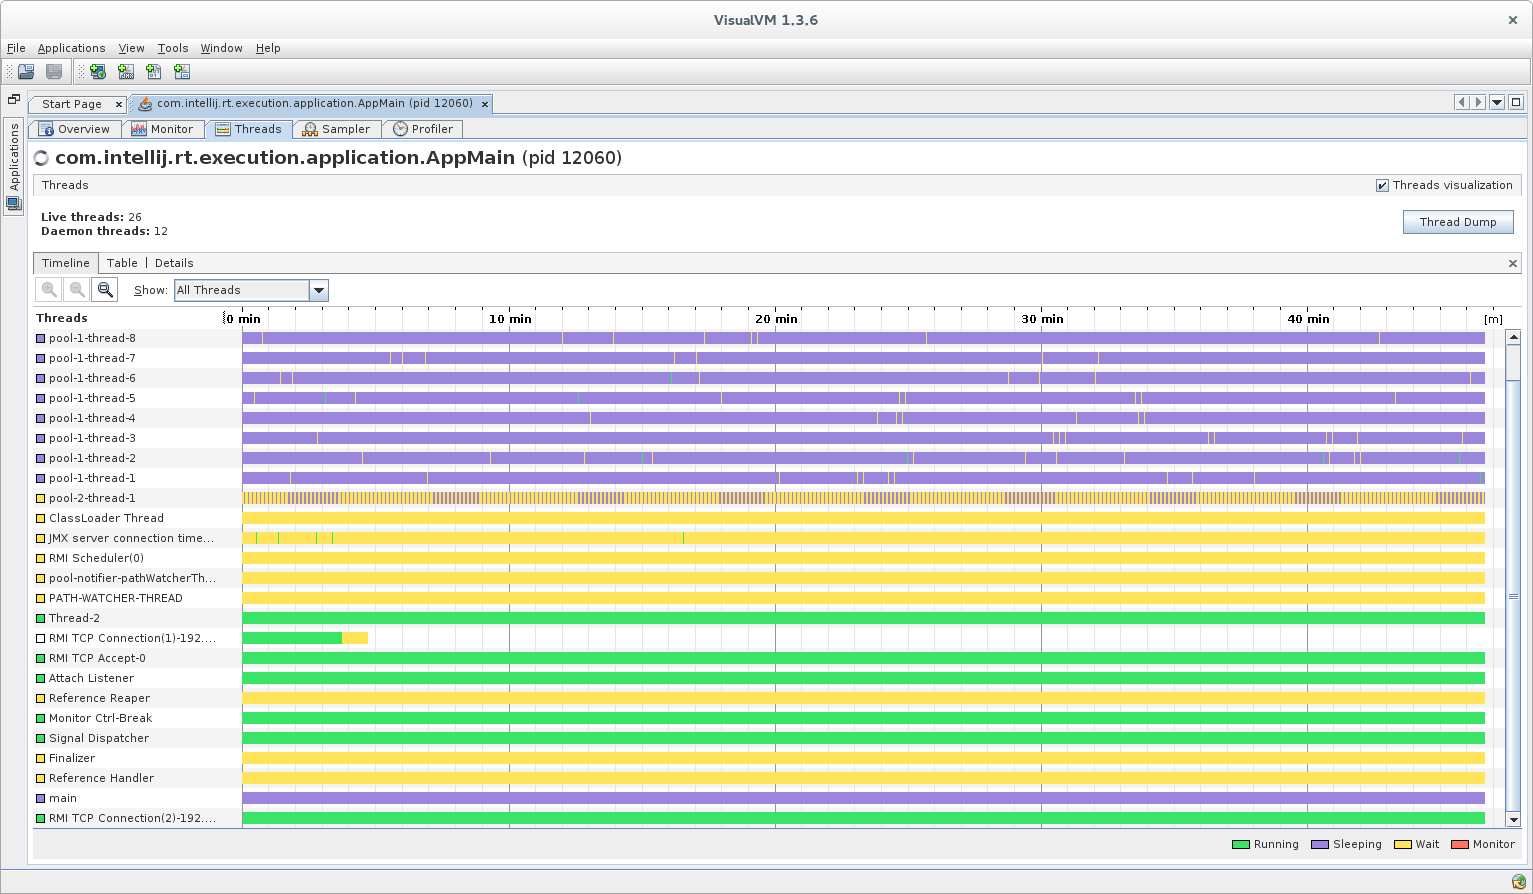 VisualVM 1.3.6
File Applications View Tools Window Help
Applications
Start Page
com.intellij.rt.execution.application.AppMain (pid 12060)
Overview Monitor Threads Sampler Profiler
com.intellij.rt.execution.application.AppMain (pid 12060)
Threads
Threads visualization
Live threads: 26
Daemon threads: 12
Thread Dump
Timeline Table Details
Show: All Threads
Threads 0 min 10 min 20 min 30 min 40 min [m]
pool-1-thread-8
pool-1-thread-7
pool-1-thread-6
pool-1-thread-5
pool-1-thread-4
pool-1-thread-3
pool-1-thread-2
pool-1-thread-1
pool-2-thread-1
ClassLoader Thread
JMX server connection time...
RMI Scheduler(0)
pool-notifier-pathWatcherTh...
PATH-WATCHER-THREAD
Thread-2
RMI TCP Connection(1)-192....
RMI TCP Accept-0
Attach Listener
Reference Reaper
Monitor Ctrl-Break
Signal Dispatcher
Finalizer
Reference Handler
main
RMI TCP Connection(2)-192....
Running Sleeping Wait Monitor